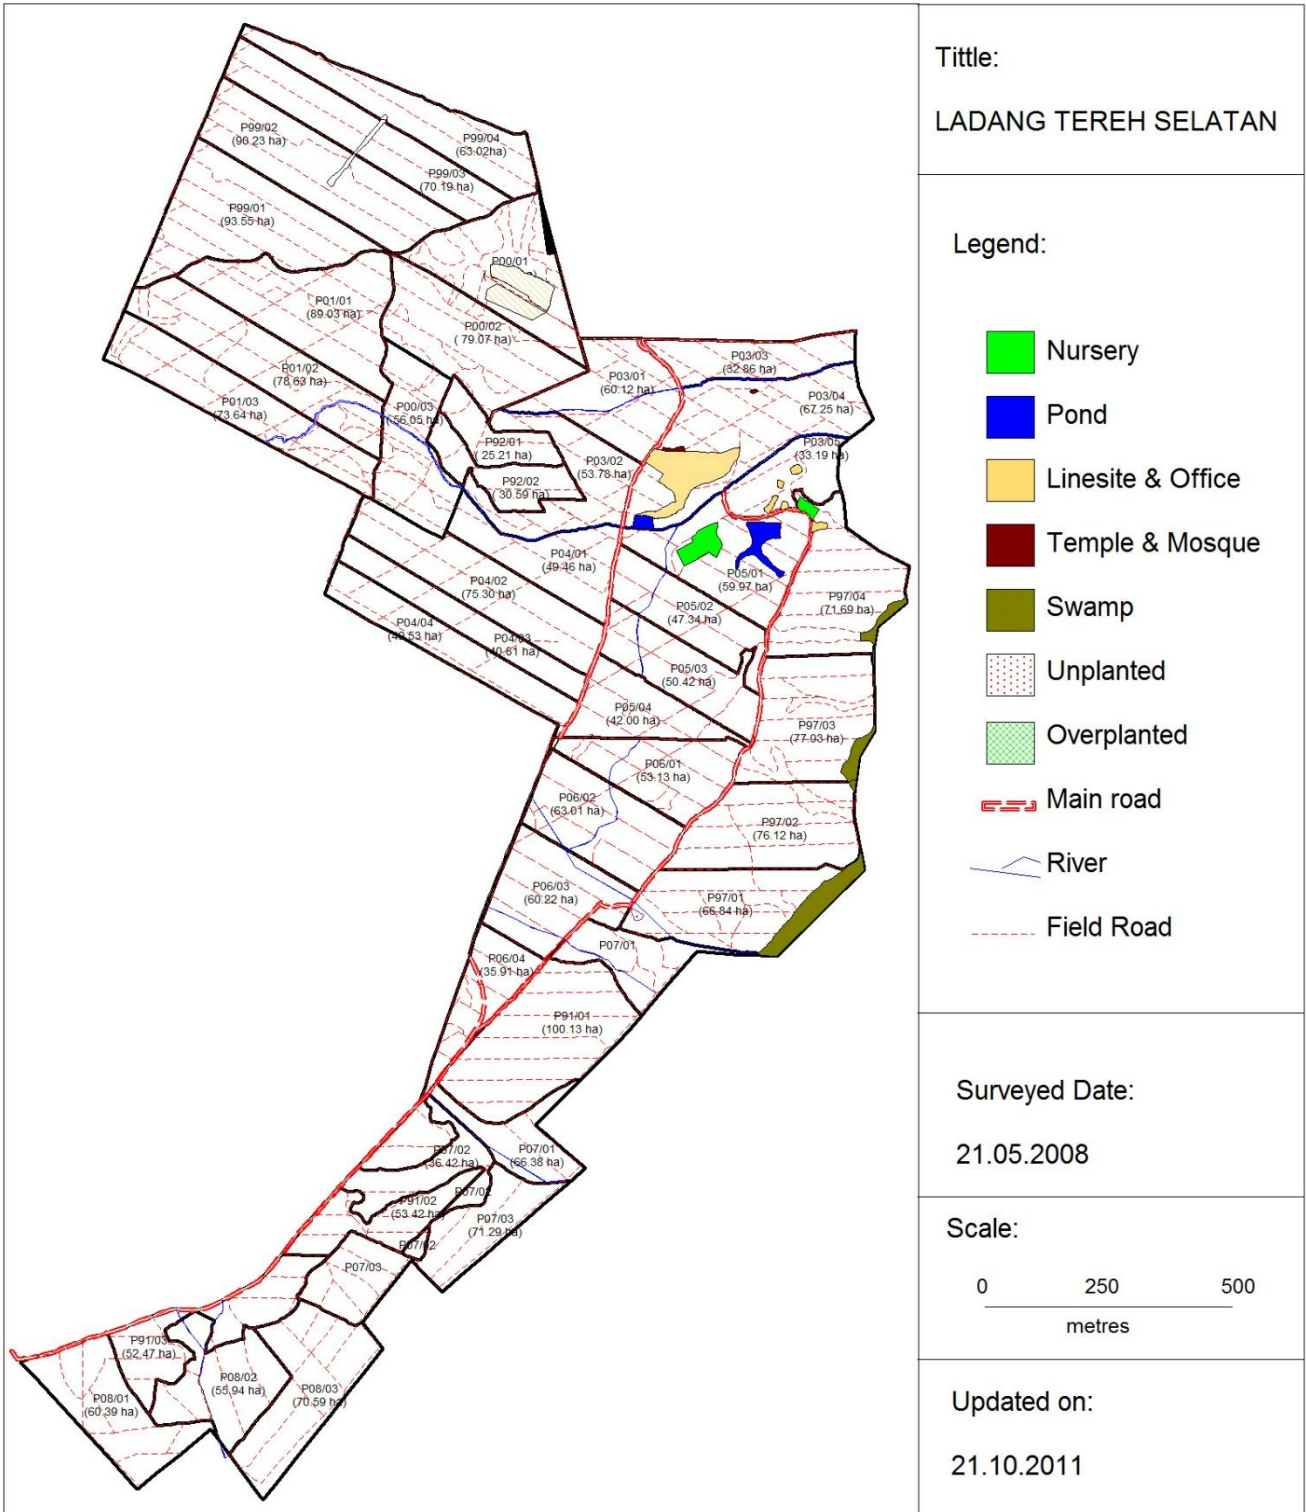 Tittle:
LADANG TEREH SELATAN
Legend:
Nursery
Pond
Linesite & Office
Temple & Mosque
Swamp
Unplanted
Overplanted
Main road
River
Field Road
Surveyed Date:
21.05.2008
Scale:
0 250 500
metres
Updated on:
21.10.2011
P99/02
(90.23 ha)
P99/04
(63.02ha)
P99/03
(70.19 ha)
P99/01
(93.55 ha)
P00/01
P01/01
(89.03 ha)
P00/02
( 79.07 ha)
P01/02
(78.63 ha)
P01/03
(73.64 ha)
P00/03
( 56.05 ha)
P03/01
(60.12 ha)
P03/03
(32.86 ha)
P03/04
(67.25 ha)
P03/05
(33.19 ha)
P92/01
( 25.21 ha)
P92/02
( 30.59 ha)
P03/02
(53.78 ha)
P04/01
(49.46 ha)
P04/02
(75.30 ha)
P04/04
(49.53 ha)
P04/03
(40.81 ha)
P05/01
(59.97 ha)
P05/02
(47.34 ha)
P97/04
(71.69 ha)
P05/03
(50.42 ha)
P05/04
(42.00 ha)
P97/03
(77.03 ha)
P06/01
(53.13 ha)
P06/02
(63.01 ha)
P97/02
(76.12 ha)
P06/03
(60.22 ha)
P97/01
(66.84 ha)
P07/01
P06/04
(35.91 ha)
P91/01
(100.13 ha)
P07/02
(36.42 ha)
P07/01
(66.38 ha)
P07/02
P91/02
(53.42 ha)
P07/03
(71.29 ha)
P07/02
P07/03
P91/03
(52.47 ha)
P08/02
(55.94 ha)
P08/01
(60.39 ha)
P08/03
(70.59 ha)